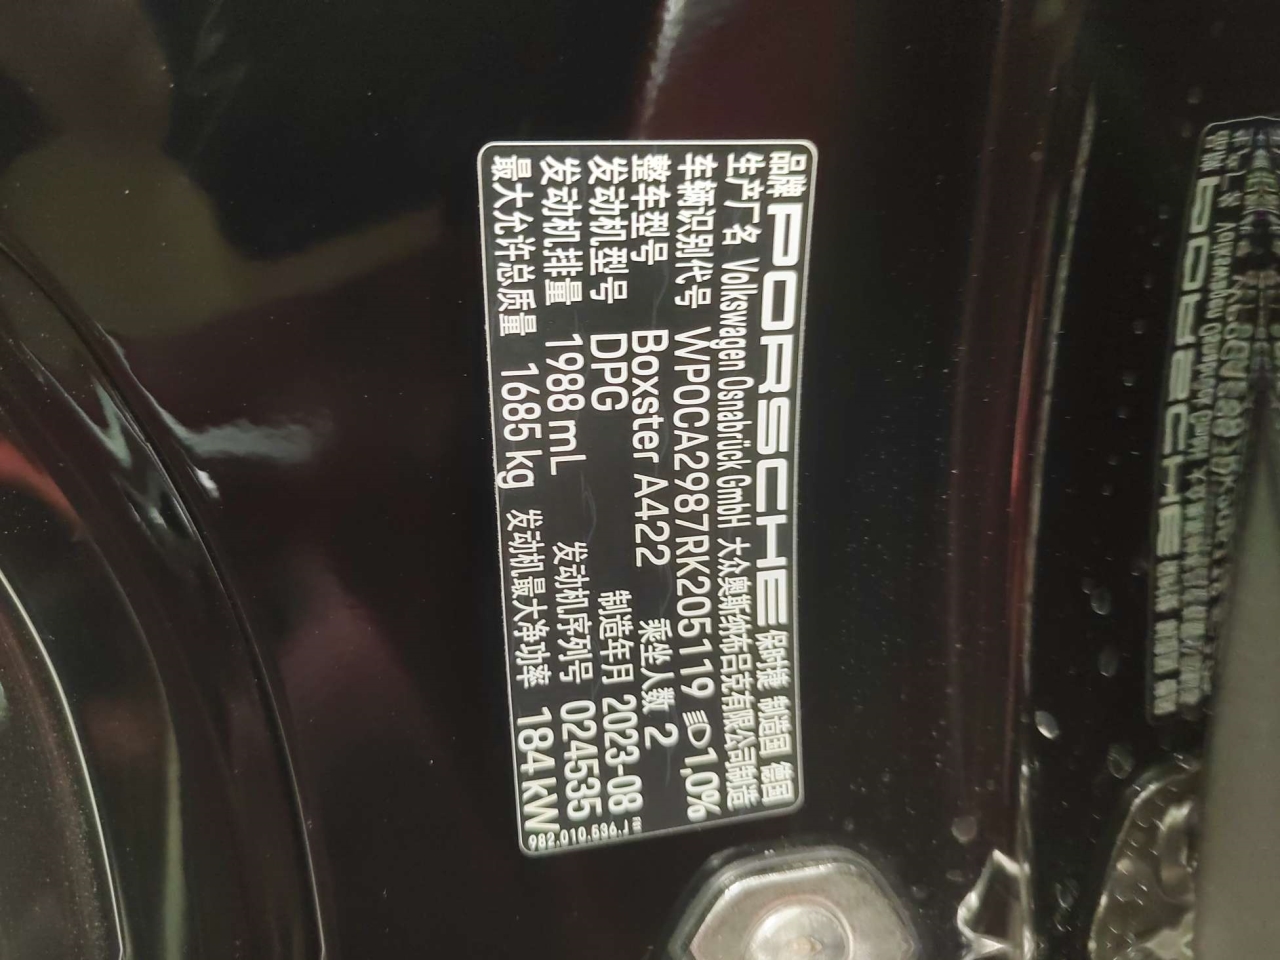 品牌 PORSCHE 保时捷 制造国 德国
生产厂名 Volkswagen Osnabrück GmbH 大众奥斯纳布吕克有限公司制造
车辆识别代号 WP0CA2987RK205119 1,0%
整车型号 Boxster A422 乘坐人数 2
发动机型号 DPG 制造年月 2023-08
发动机排量 1988 mL 发动机序列号 024535
最大允许总质量 1685 kg 发动机最大净功率 184 kW
982.010.636.J